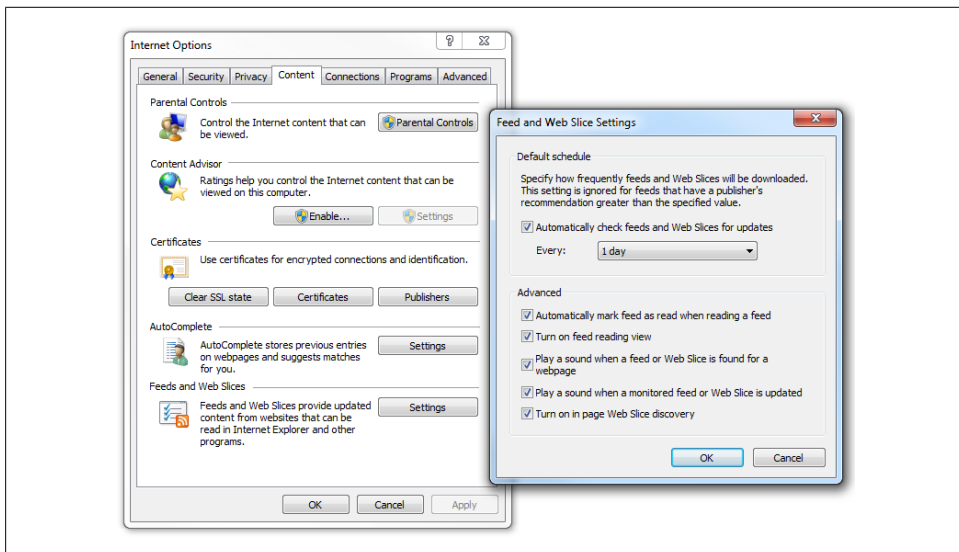 Internet Options
General Security Privacy Content Connections Programs Advanced
Parental Controls
Control the Internet content that can
be viewed.
Parental Controls
Content Advisor
Ratings help you control the Internet content that can be
viewed on this computer.
Enable... Settings
Certificates
Use certificates for encrypted connections and identification.
Clear SSL state Certificates Publishers
AutoComplete
AutoComplete stores previous entries
on webpages and suggests matches
for you.
Settings
Feeds and Web Slices
Feeds and Web Slices provide updated
content from websites that can be
read in Internet Explorer and other
programs.
Settings
OK Cancel Apply
Feed and Web Slice Settings
Default schedule
Specify how frequently feeds and Web Slices will be downloaded.
This setting is ignored for feeds that have a publisher's
recommendation greater than the specified value.
Automatically check feeds and Web Slices for updates
Every: 1 day
Advanced
Automatically mark feed as read when reading a feed
Turn on feed reading view
Play a sound when a feed or Web Slice is found for a
webpage
Play a sound when a monitored feed or Web Slice is updated
Turn on in page Web Slice discovery
OK Cancel